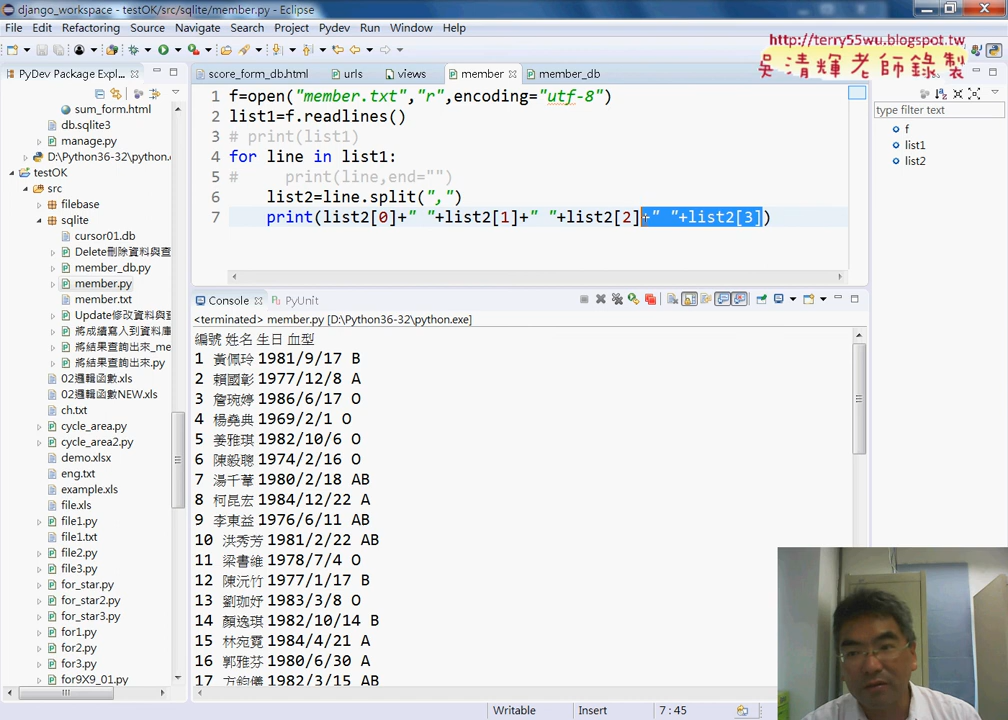 django_workspace - testOK/src/sqlite/member.py - Eclipse
File Edit Refactoring Source Navigate Search Project Pydev Run Window Help
http://terry55wu.blogspot.tw
吳清輝老師錄製
PyDev Package Exp...
score_form_db.html urls views member member_db
sum_form.html
db.sqlite3
manage.py
D:\Python36-32\python.
testOK
src
filebase
sqlite
cursor01.db
Delete刪除資料與查
member_db.py
member.py
member.txt
Update修改資料與查
將成績寫入到資料庫
將結果查詢出來_me
將結果查詢出來.py
02邏輯函數.xls
02邏輯函數NEW.xls
ch.txt
cycle_area.py
cycle_area2.py
demo.xlsx
eng.txt
example.xls
file.xls
file1.py
file1.txt
file2.py
file3.py
for_star.py
for_star2.py
for_star3.py
for1.py
for2.py
for3.py
for9X9_01.py
1 f=open("member.txt","r",encoding="utf-8")
2 list1=f.readlines()
3 # print(list1)
4 for line in list1:
5 #     print(line,end="")
6     list2=line.split(",")
7     print(list2[0]+" "+list2[1]+" "+list2[2]+" "+list2[3])
type filter text
f
list1
list2
Console PyUnit
<terminated> member.py [D:\Python36-32\python.exe]
編號 姓名 生日 血型
1 黃佩玲 1981/9/17 B
2 賴國彰 1977/12/8 A
3 詹琬婷 1986/6/17 O
4 楊堯典 1969/2/1 O
5 姜雅琪 1982/10/6 O
6 陳毅聰 1974/2/16 O
7 湯千葦 1980/2/18 AB
8 柯昆宏 1984/12/22 A
9 李東益 1976/6/11 AB
10 洪秀芳 1981/2/22 AB
11 梁書維 1978/7/4 O
12 陳沅竹 1977/1/17 B
13 劉珈妤 1983/3/8 O
14 顏逸琪 1982/10/14 B
15 林宛霓 1984/4/21 A
16 郭雅芬 1980/6/30 A
17 方鈞儀 1982/3/15 AB
Writable Insert 7:45